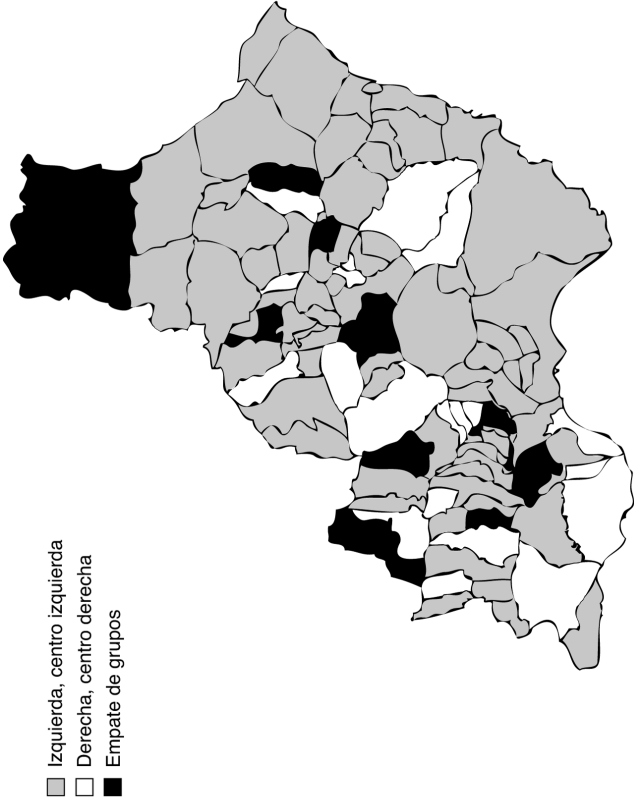 Izquierda, centro izquierda
Derecha, centro derecha
Empate de grupos